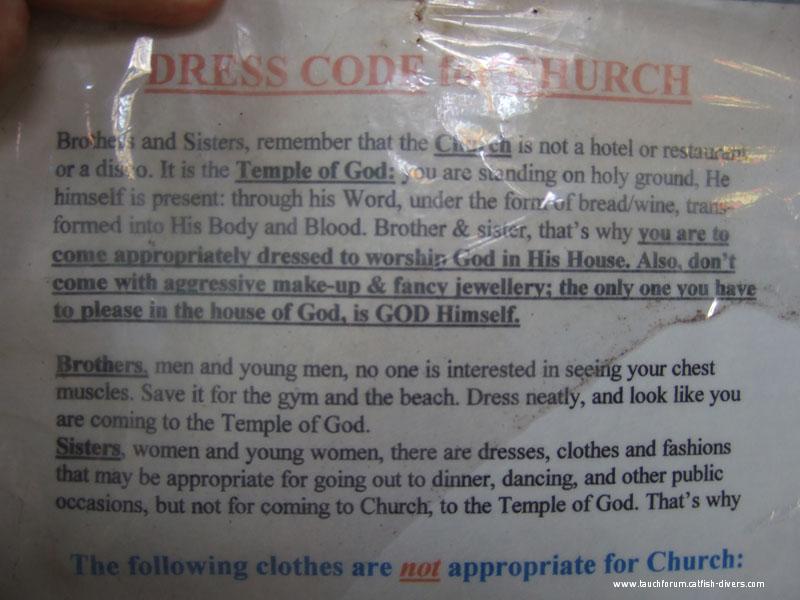 DRESS CODE for CHURCH
Brothers and Sisters, remember that the Church is not a hotel or restaurant
or a disco. It is the Temple of God: you are standing on holy ground, He
himself is present: through his Word, under the form of bread/wine, trans-
formed into His Body and Blood. Brother & sister, that's why you are to
come appropriately dressed to worship God in His House. Also, don't
come with aggressive make-up & fancy jewellery; the only one you have
to please in the house of God, is GOD Himself.
Brothers, men and young men, no one is interested in seeing your chest
muscles. Save it for the gym and the beach. Dress neatly, and look like you
are coming to the Temple of God.
Sisters, women and young women, there are dresses, clothes and fashions
that may be appropriate for going out to dinner, dancing, and other public
occasions, but not for coming to Church, to the Temple of God. That's why
The following clothes are not appropriate for Church:
www.tauchforum.catfish-divers.com